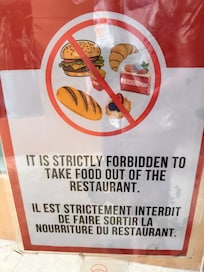 IT IS STRICTLY FORBIDDEN TO
TAKE FOOD OUT OF THE
RESTAURANT.
IL EST STRICTEMENT INTERDIT
DE FAIRE SORTIR LA
NOURRITURE DU RESTAURANT.